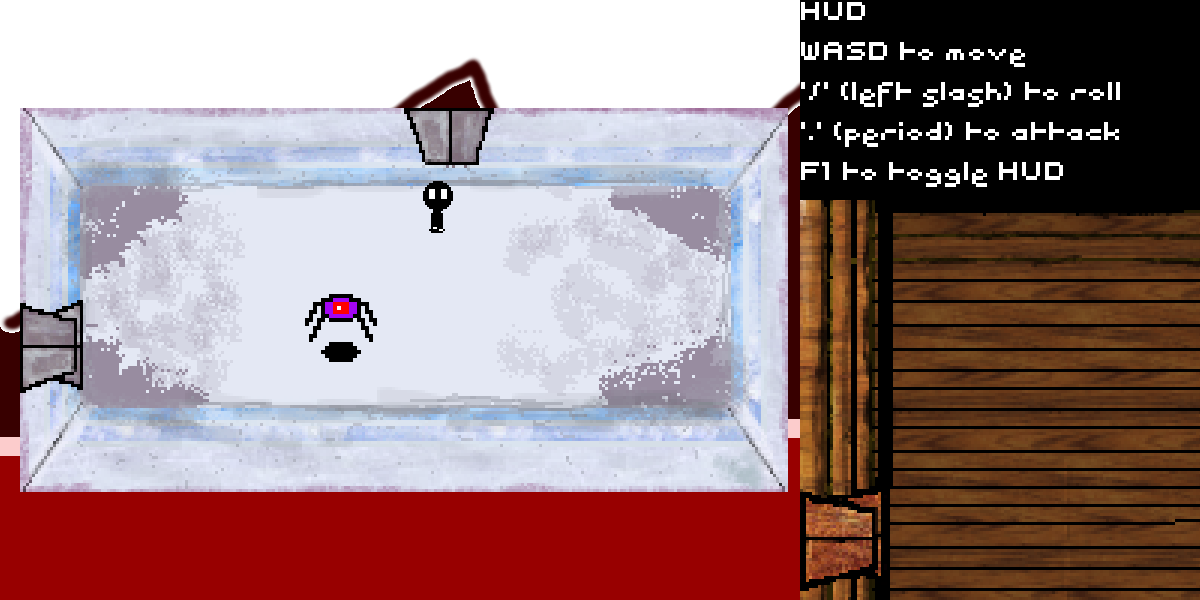 HUD
WASD to move
'/' (left slash) to roll
'.' (period) to attack
F1 to toggle HUD